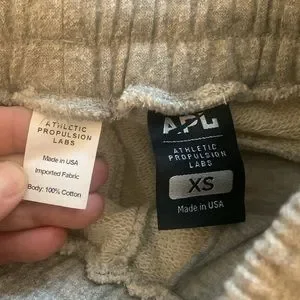 ATHLETIC
PROPULSION
LABS
Made in USA
Imported Fabric
Body: 100% Cotton
APL
ATHLETIC
PROPULSION
LABS
XS
Made in USA